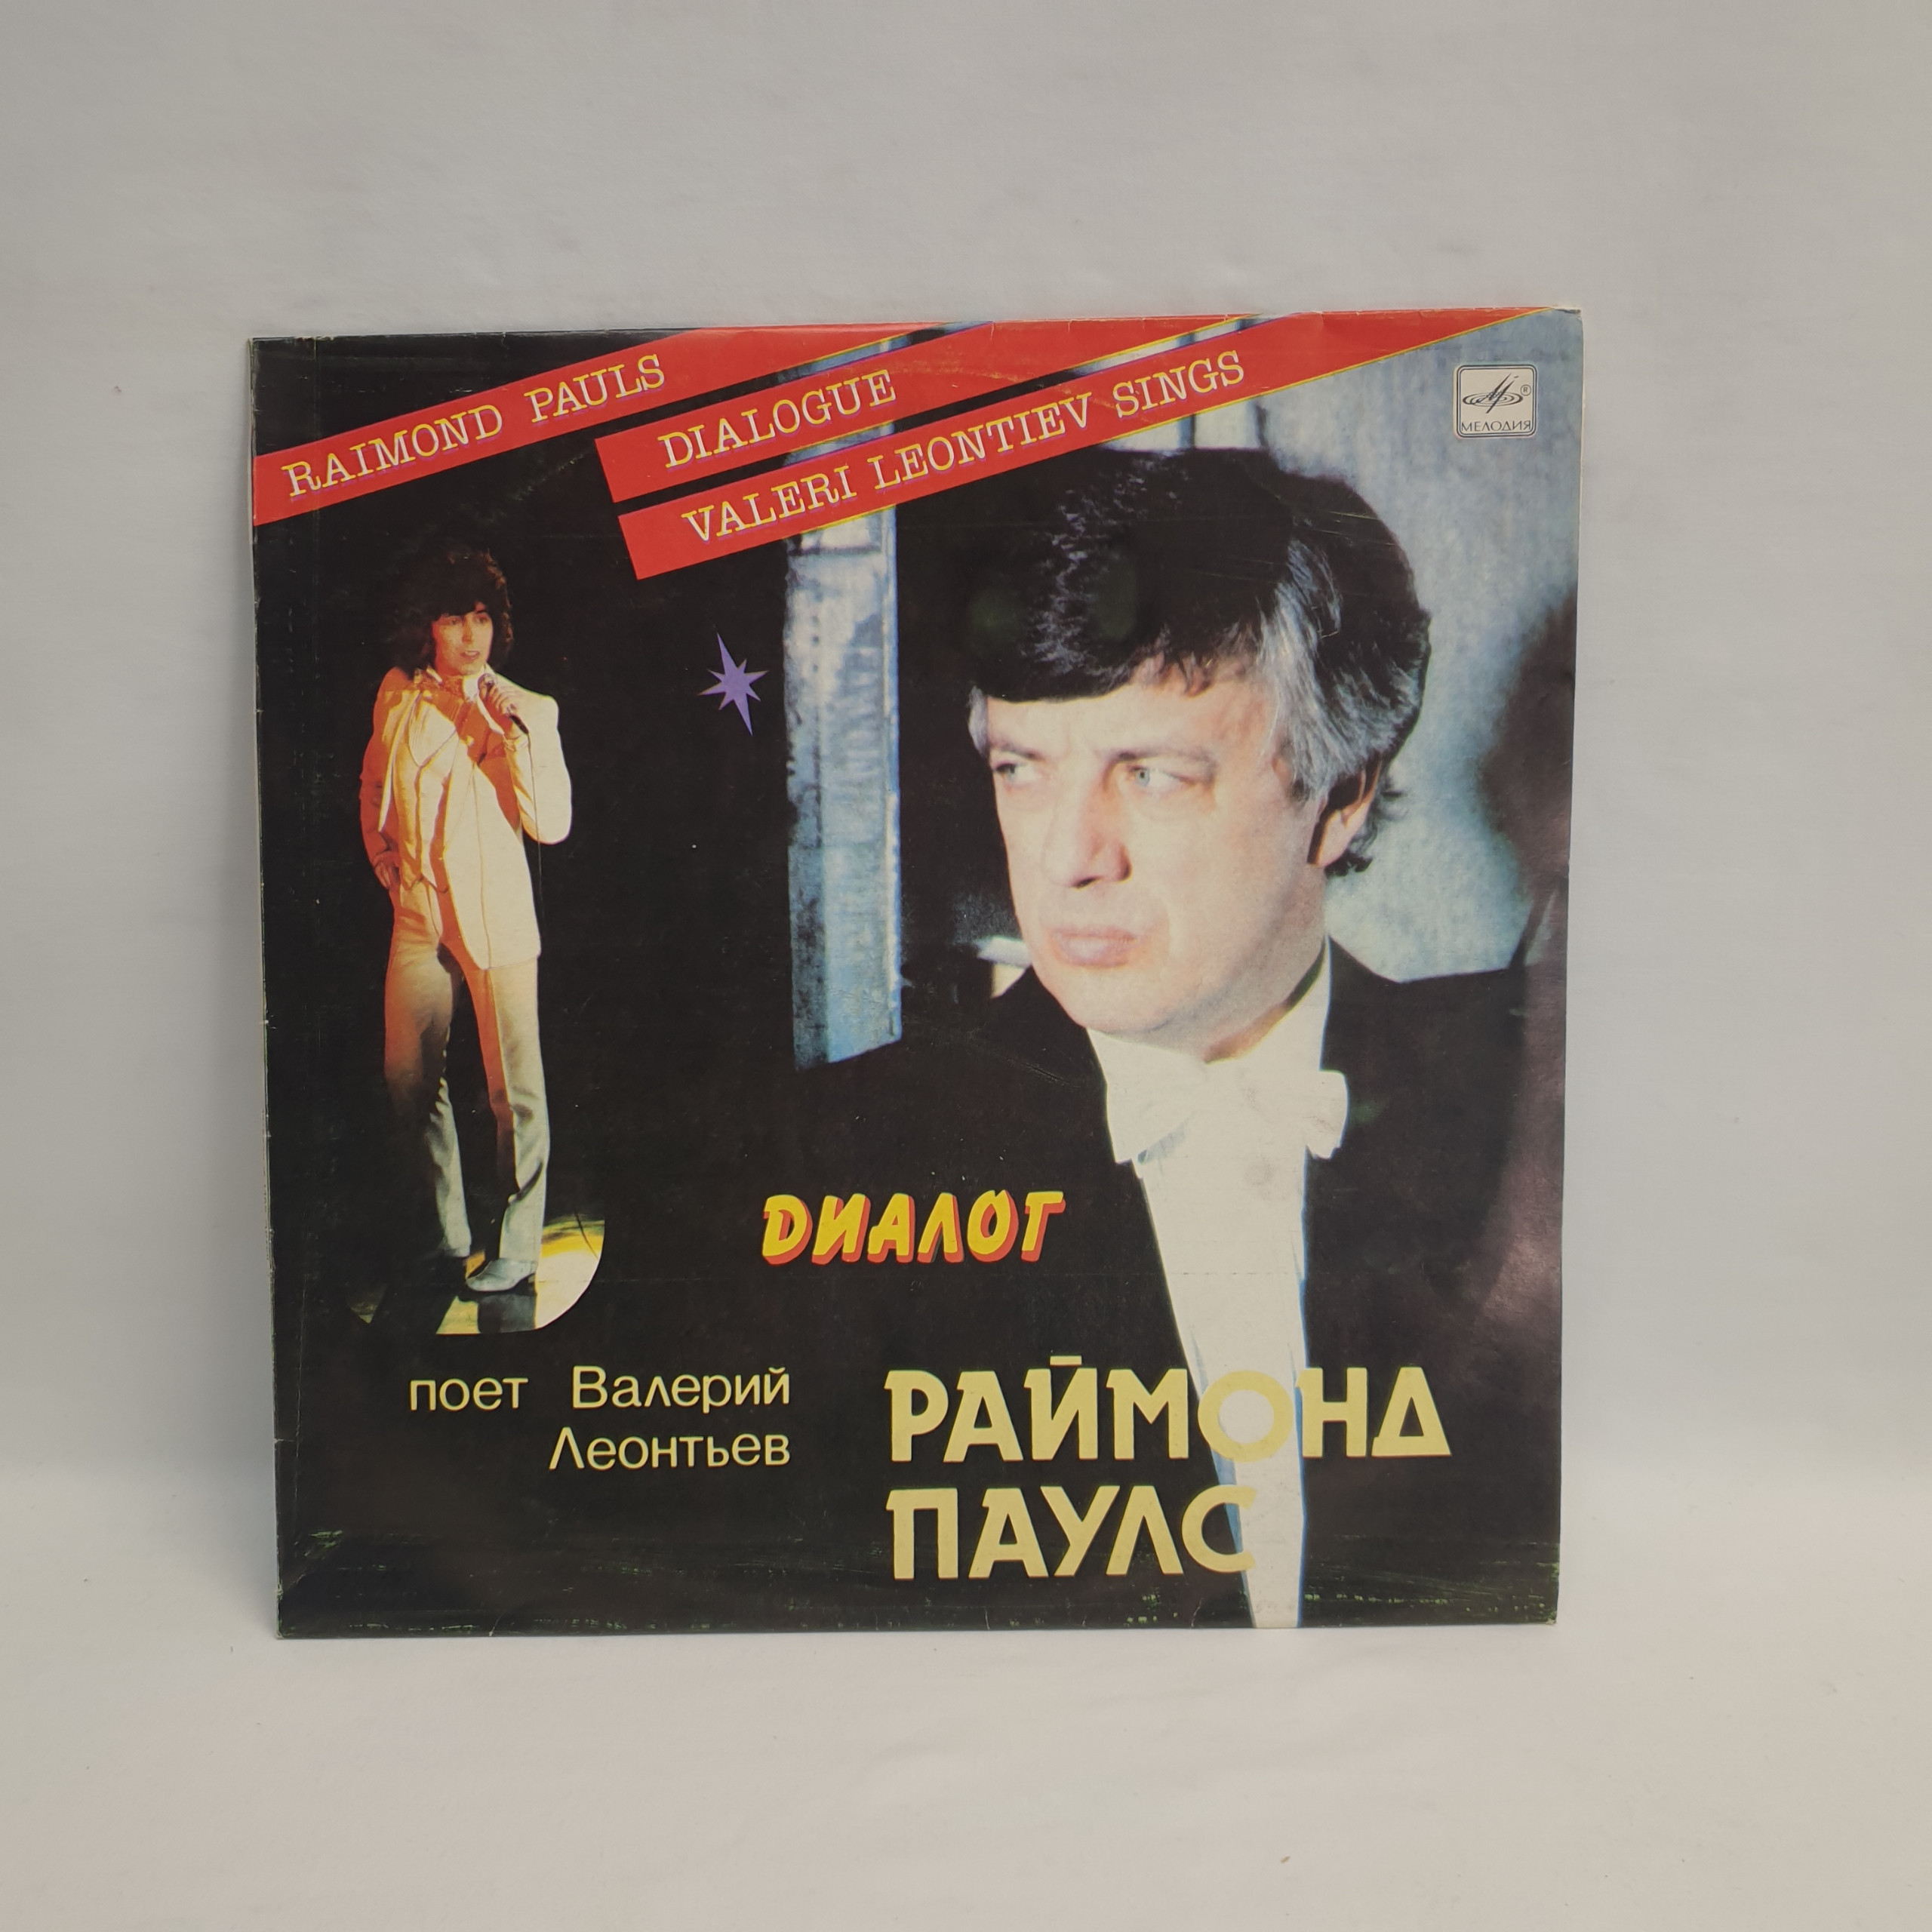 RAIMOND PAULS
DIALOGUE
VALERI LEONTIEV SINGS
МЕЛОДИЯ
ДИАЛОГ
поет Валерий
Леонтьев
РАЙМОНД
ПАУЛС